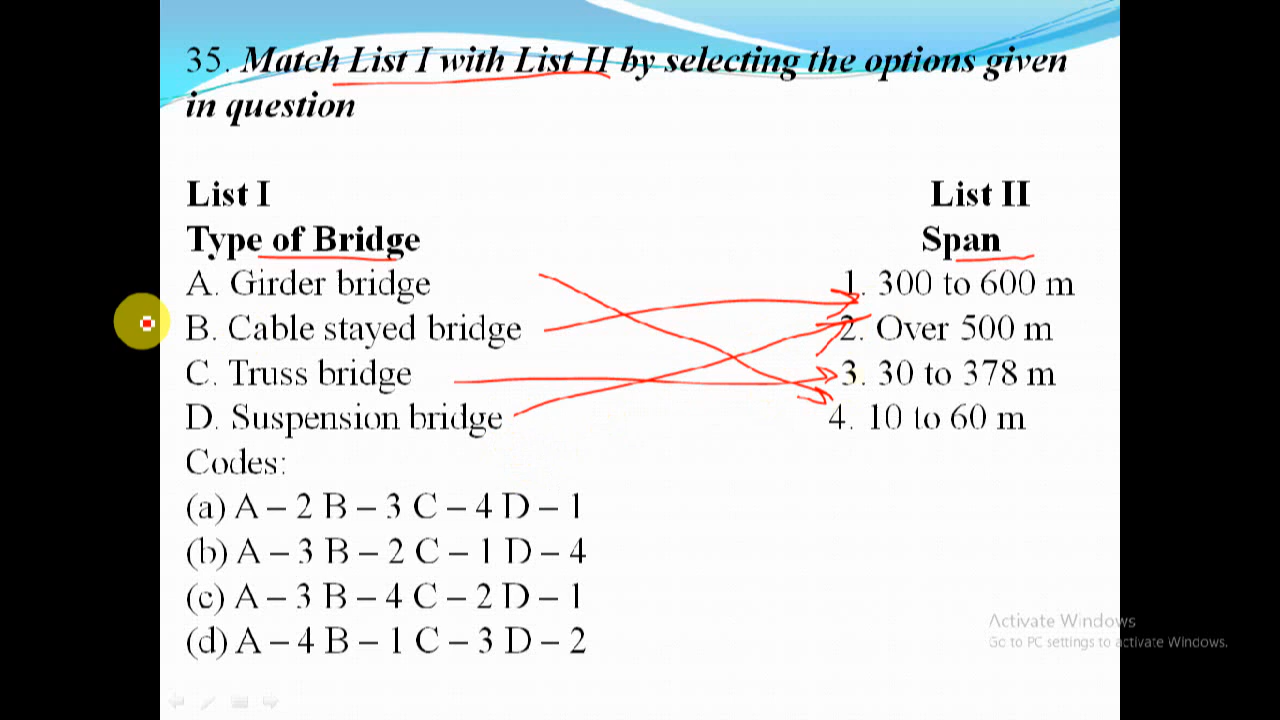 35. Match List I with List II by selecting the options given
in question
List I List II
Type of Bridge Span
A. Girder bridge 1. 300 to 600 m
B. Cable stayed bridge 2. Over 500 m
C. Truss bridge 3. 30 to 378 m
D. Suspension bridge 4. 10 to 60 m
Codes:
(a) A – 2 B – 3 C – 4 D – 1
(b) A – 3 B – 2 C – 1 D – 4
(c) A – 3 B – 4 C – 2 D – 1
(d) A – 4 B – 1 C – 3 D – 2
Activate Windows
Go to PC settings to activate Windows.